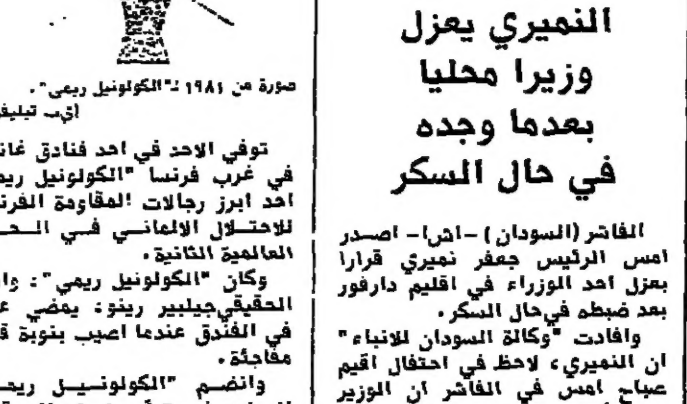 النميري يعزل
وزيرا محليا
بعدما وجده
في حال السكر
الفاشر (السودان) -اشا- اصدر
امس الرئيس جعفر نميري قرارا
بعزل احد الوزراء في اقليم دارفور
بعد ضبطه في حال السكر.
وافادت "وكالة السودان للانباء"
ان النميري، لاحظ في احتفال اقيم
صباح امس في الفاشر ان الوزير
صورة من ١٩٨١ لـ"الكولونيل ريمي".
توفي الاحد في احد فنادق
في غرب فرنسا "الكولونيل
احد ابرز رجالات المقاومة
للاحتلال الالماني في
العالمية الثانية.
وكان "الكولونيل ريمي"،
الحقيقي جيلبير رينو، يمضي
في الفندق عندما اصيب بنوبة
مفاجئة.
وانضم "الكولونيل